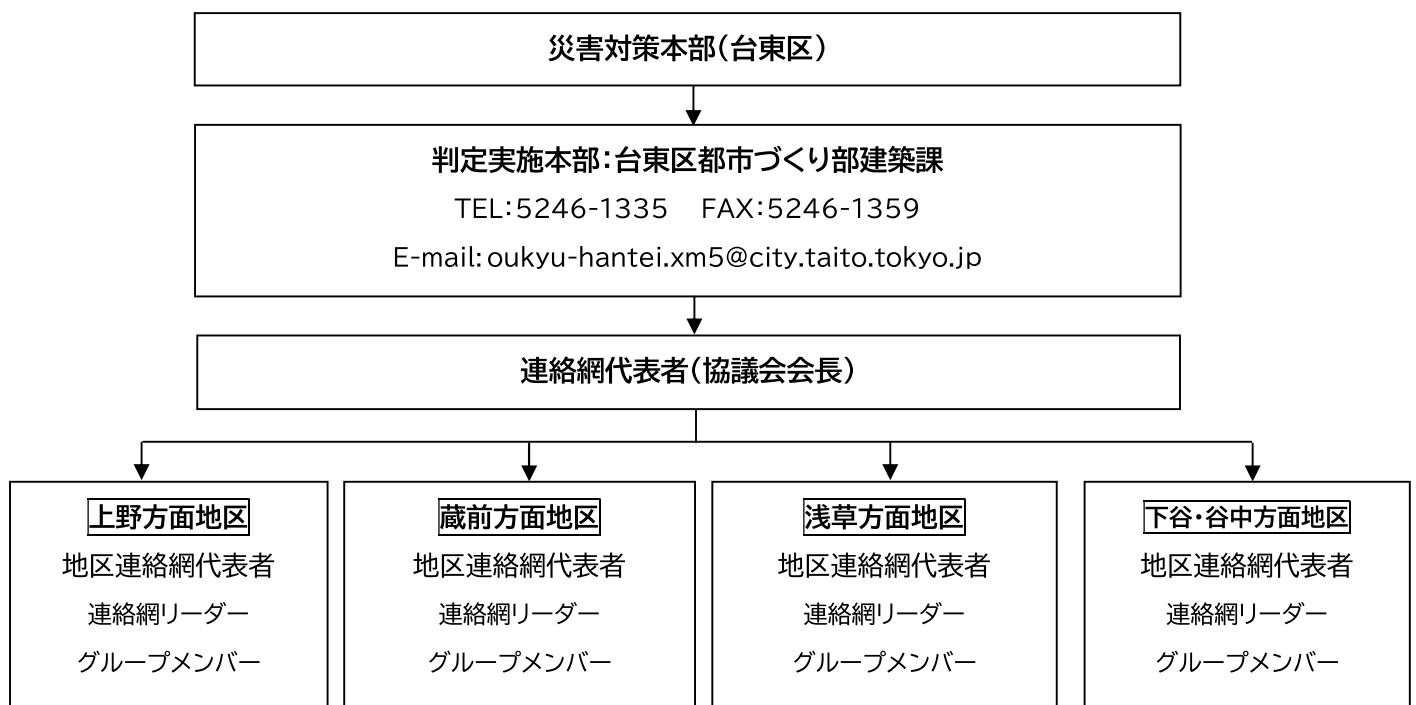 災害対策本部（台東区）
判定実施本部：台東区都市づくり部建築課
TEL：5246-1335　FAX：5246-1359
E-mail：oukyu-hantei.xm5@city.taito.tokyo.jp
連絡網代表者（協議会会長）
上野方面地区
地区連絡網代表者
連絡網リーダー
グループメンバー
蔵前方面地区
地区連絡網代表者
連絡網リーダー
グループメンバー
浅草方面地区
地区連絡網代表者
連絡網リーダー
グループメンバー
下谷・谷中方面地区
地区連絡網代表者
連絡網リーダー
グループメンバー